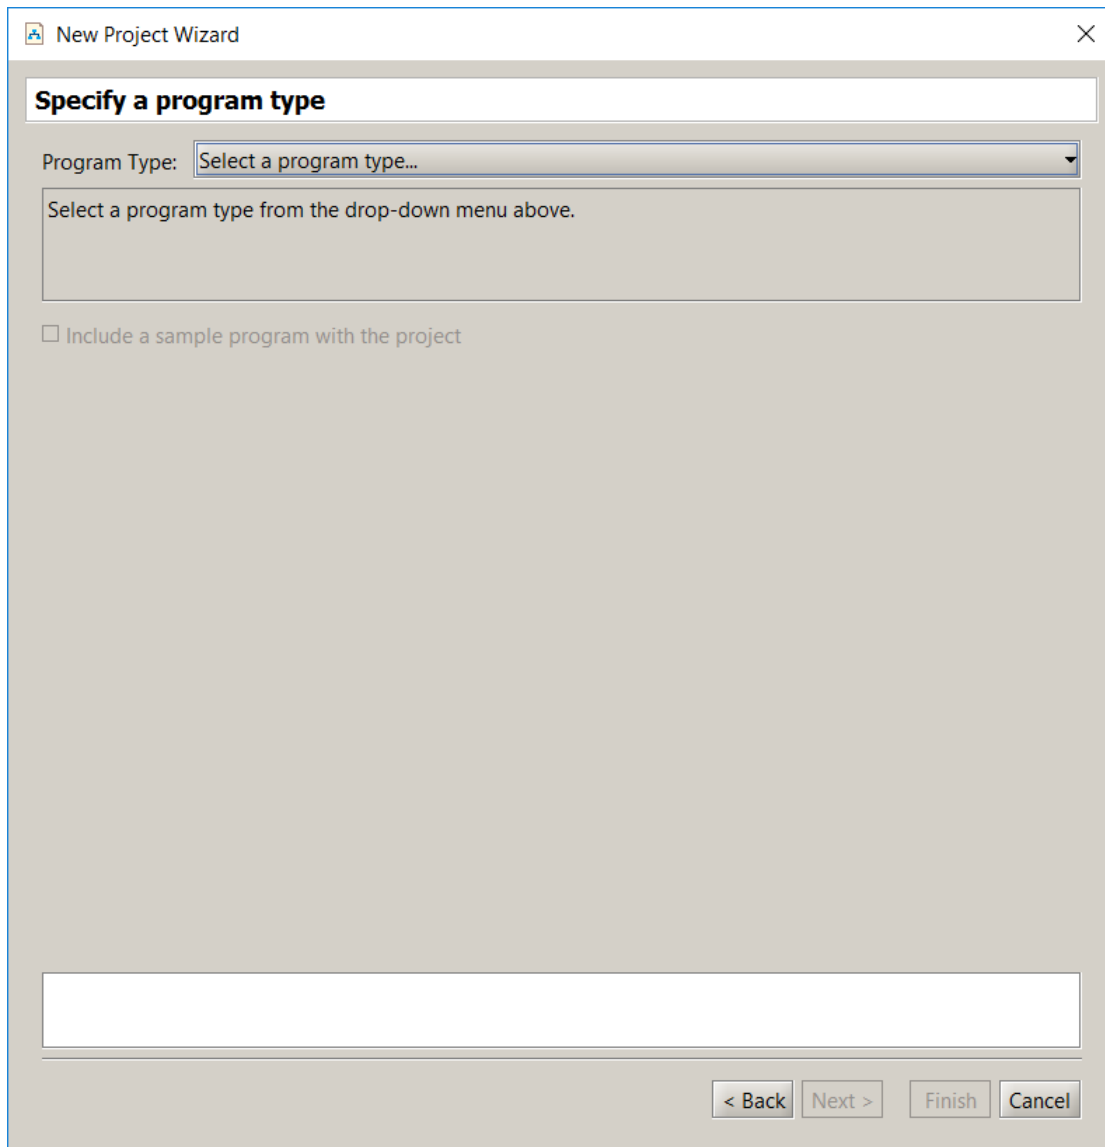 New Project Wizard
Specify a program type
Program Type: Select a program type...
Select a program type from the drop-down menu above.
Include a sample program with the project
< Back Next > Finish Cancel